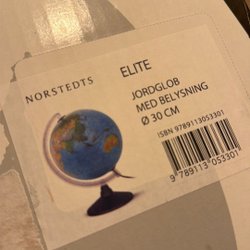 NORSTEDTS
ELITE
JORDGLOB
MED BELYSNING
Ø 30 CM
ISBN 9789113053301
9 789113 053301